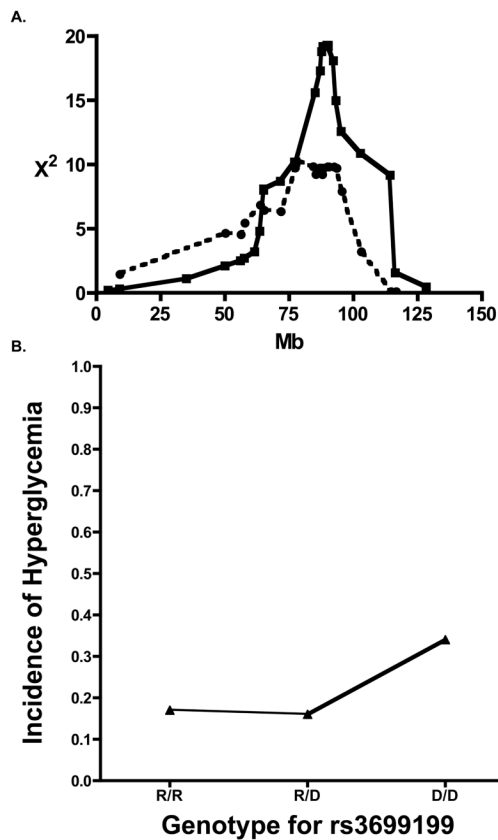 A.
20
15
X2 10
5
0
0 25 50 75 100 125 150
Mb
B.
Incidence of Hyperglycemia
1.0
0.9
0.8
0.7
0.6
0.5
0.4
0.3
0.2
0.1
0.0
R/R R/D D/D
Genotype for rs3699199